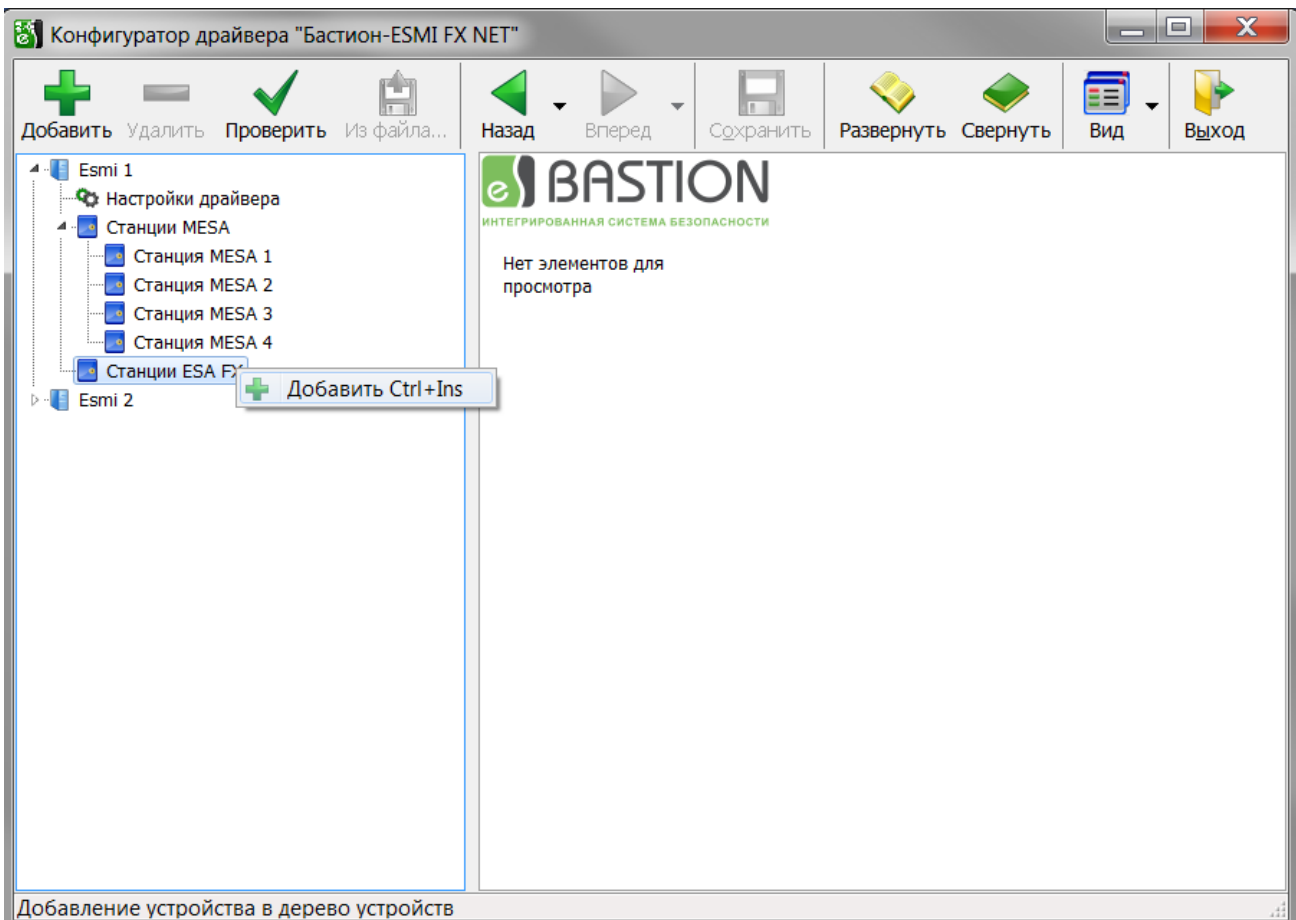 Конфигуратор драйвера "Бастион-ESMI FX NET"
Добавить Удалить Проверить Из файла... Назад Вперед Сохранить Развернуть Свернуть Вид Выход
Esmi 1
Настройки драйвера
Станции MESA
Станция MESA 1
Станция MESA 2
Станция MESA 3
Станция MESA 4
Станции ESA FX
Добавить Ctrl+Ins
Esmi 2
eS BASTION
ИНТЕГРИРОВАННАЯ СИСТЕМА БЕЗОПАСНОСТИ
Нет элементов для
просмотра
Добавление устройства в дерево устройств